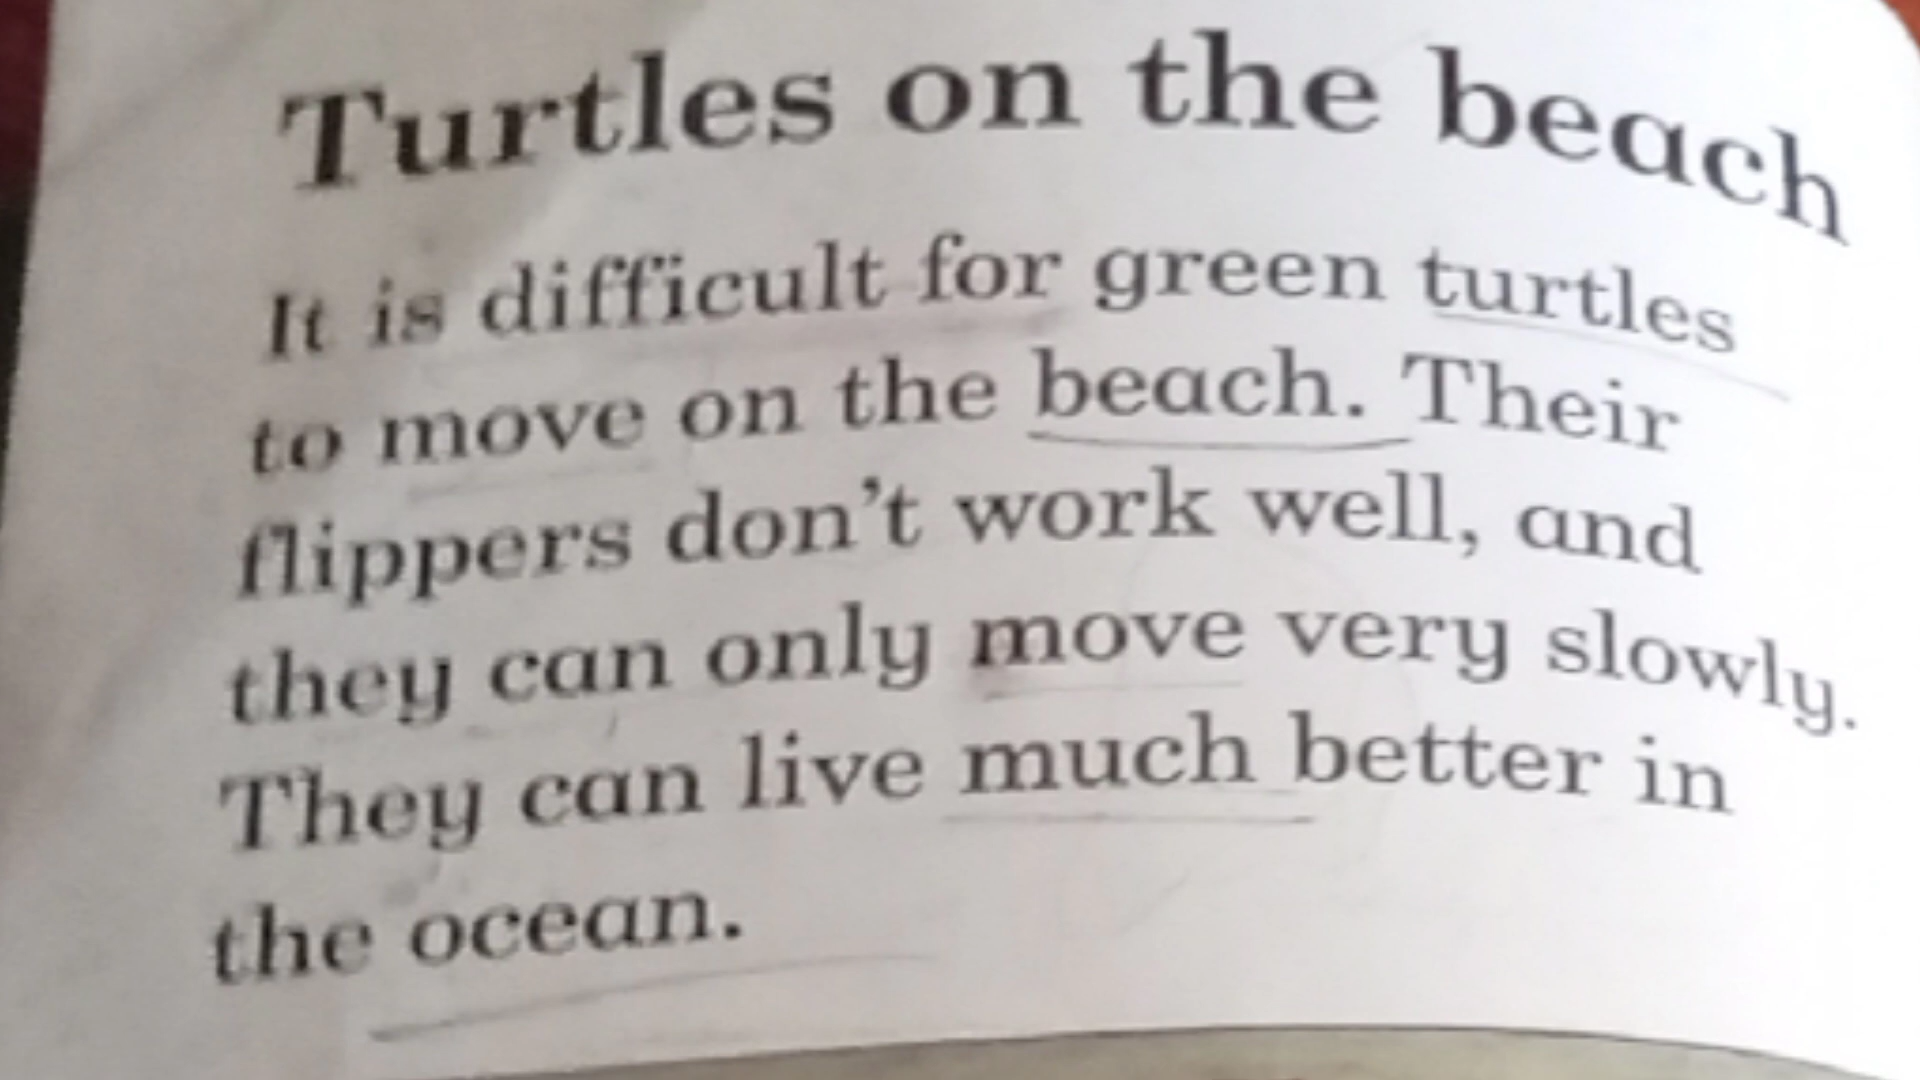 Turtles on the beach
It is difficult for green turtles
to move on the beach. Their
flippers don't work well, and
they can only move very slowly.
They can live much better in
the ocean.